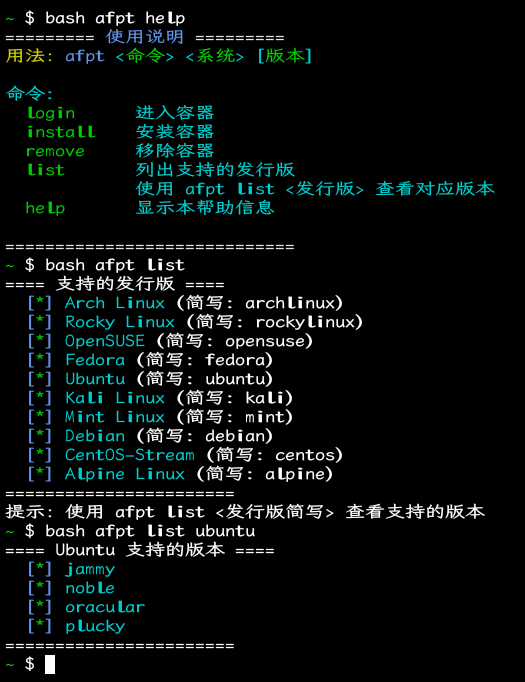 ~ $ bash afpt help
========= 使用说明 =========
用法: afpt <命令> <系统> [版本]
命令:
login 进入容器
install 安装容器
remove 移除容器
list 列出支持的发行版
使用 afpt list <发行版> 查看对应版本
help 显示本帮助信息
=============================
~ $ bash afpt list
==== 支持的发行版 ====
[*] Arch Linux (简写: archlinux)
[*] Rocky Linux (简写: rockylinux)
[*] OpenSUSE (简写: opensuse)
[*] Fedora (简写: fedora)
[*] Ubuntu (简写: ubuntu)
[*] Kali Linux (简写: kali)
[*] Mint Linux (简写: mint)
[*] Debian (简写: debian)
[*] CentOS-Stream (简写: centos)
[*] Alpine Linux (简写: alpine)
=======================
提示: 使用 afpt list <发行版简写> 查看支持的版本
~ $ bash afpt list ubuntu
==== Ubuntu 支持的版本 ====
[*] jammy
[*] noble
[*] oracular
[*] plucky
=======================
~ $